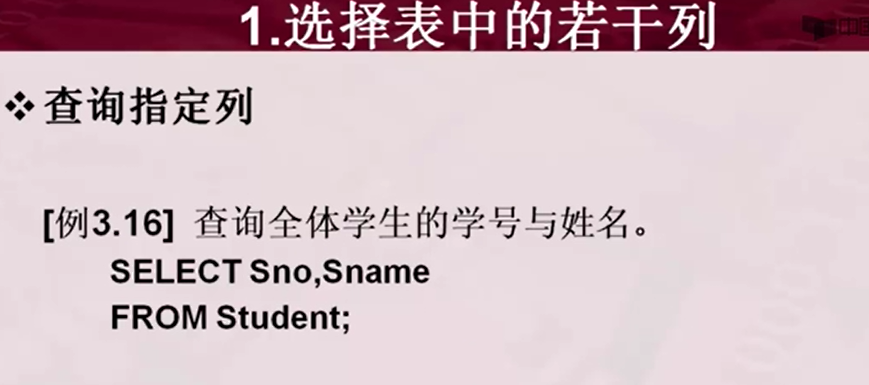 1.选择表中的若干列
查询指定列
[例3.16] 查询全体学生的学号与姓名。
SELECT Sno,Sname
FROM Student;